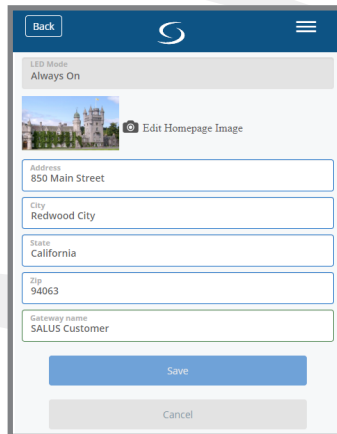 Back
LED Mode
Always On
Edit Homepage Image
Address
850 Main Street
City
Redwood City
State
California
Zip
94063
Gateway name
SALUS Customer
Save
Cancel